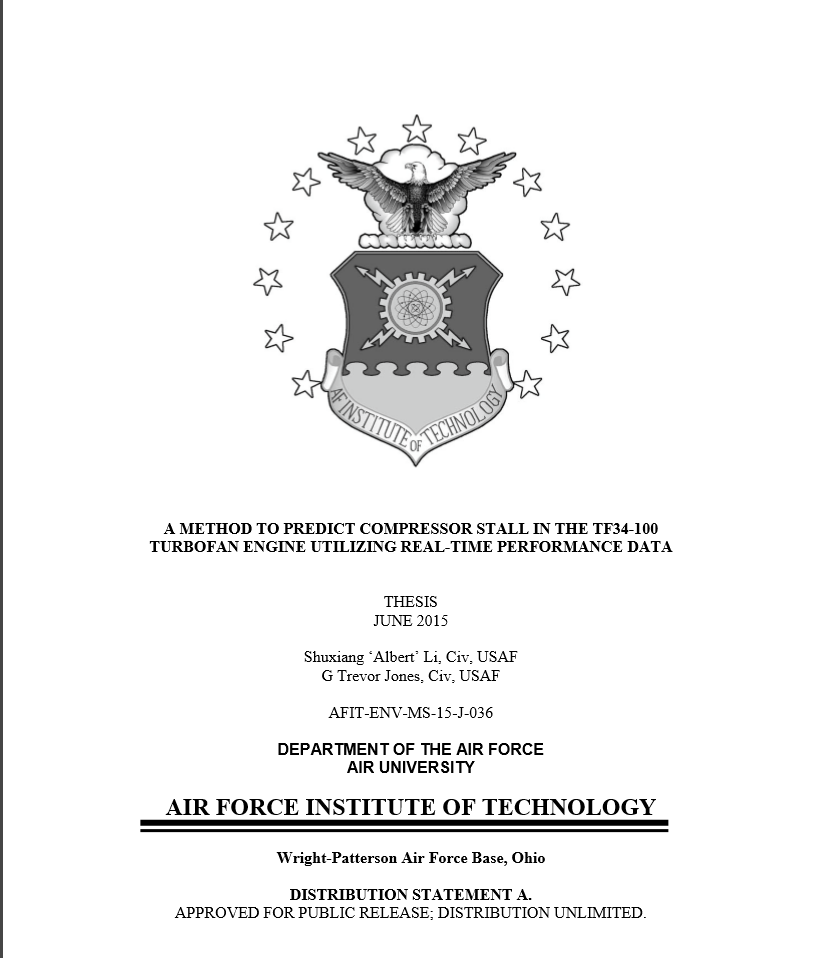 AF INSTITUTE OF TECHNOLOGY
A METHOD TO PREDICT COMPRESSOR STALL IN THE TF34-100
TURBOFAN ENGINE UTILIZING REAL-TIME PERFORMANCE DATA
THESIS
JUNE 2015
Shuxiang ‘Albert’ Li, Civ, USAF
G Trevor Jones, Civ, USAF
AFIT-ENV-MS-15-J-036
DEPARTMENT OF THE AIR FORCE
AIR UNIVERSITY
AIR FORCE INSTITUTE OF TECHNOLOGY
Wright-Patterson Air Force Base, Ohio
DISTRIBUTION STATEMENT A.
APPROVED FOR PUBLIC RELEASE; DISTRIBUTION UNLIMITED.